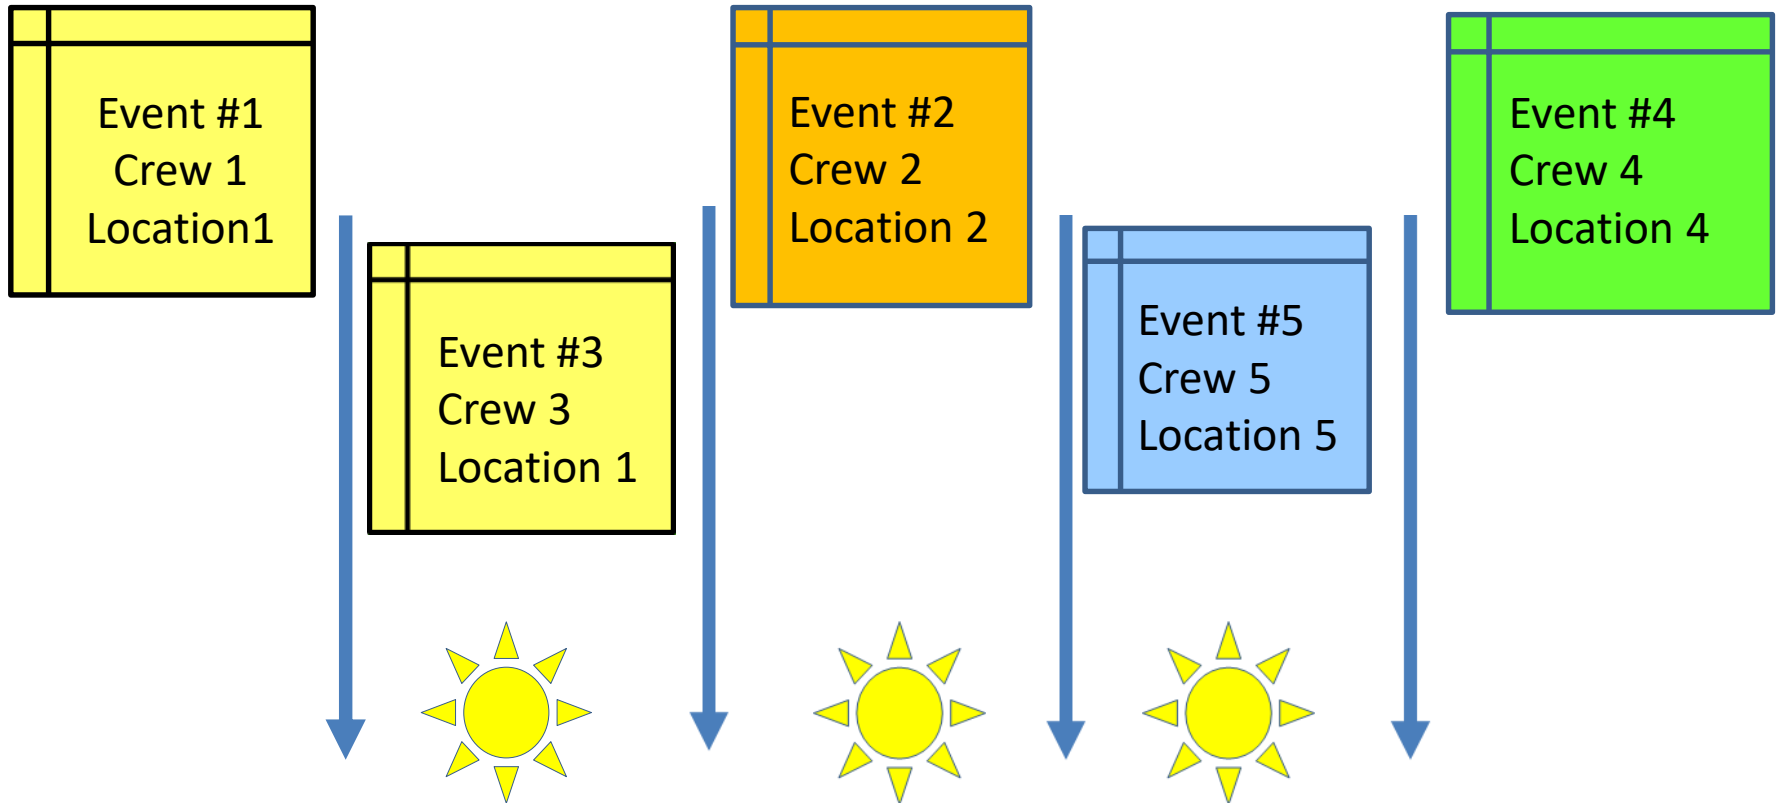 Event #1
Crew 1
Location1
Event #3
Crew 3
Location 1
Event #2
Crew 2
Location 2
Event #5
Crew 5
Location 5
Event #4
Crew 4
Location 4